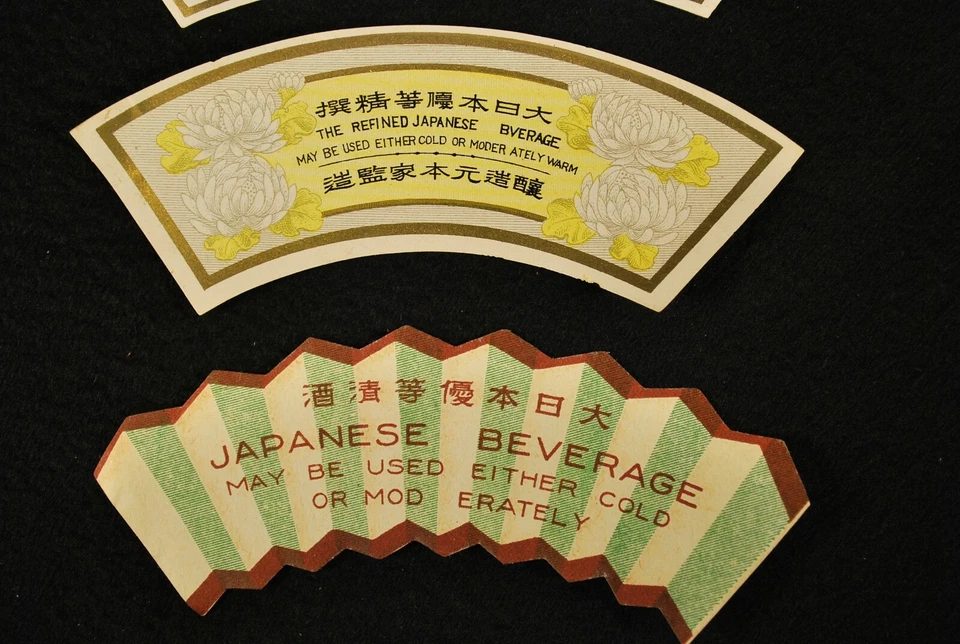 大日本優等精撰
THE REFINED JAPANESE BVERAGE
MAY BE USED EITHER COLD OR MODER ATELY WARM
釀造元本家監造
大日本優等清酒
JAPANESE BEVERAGE
MAY BE USED EITHER COLD
OR MOD ERATELY